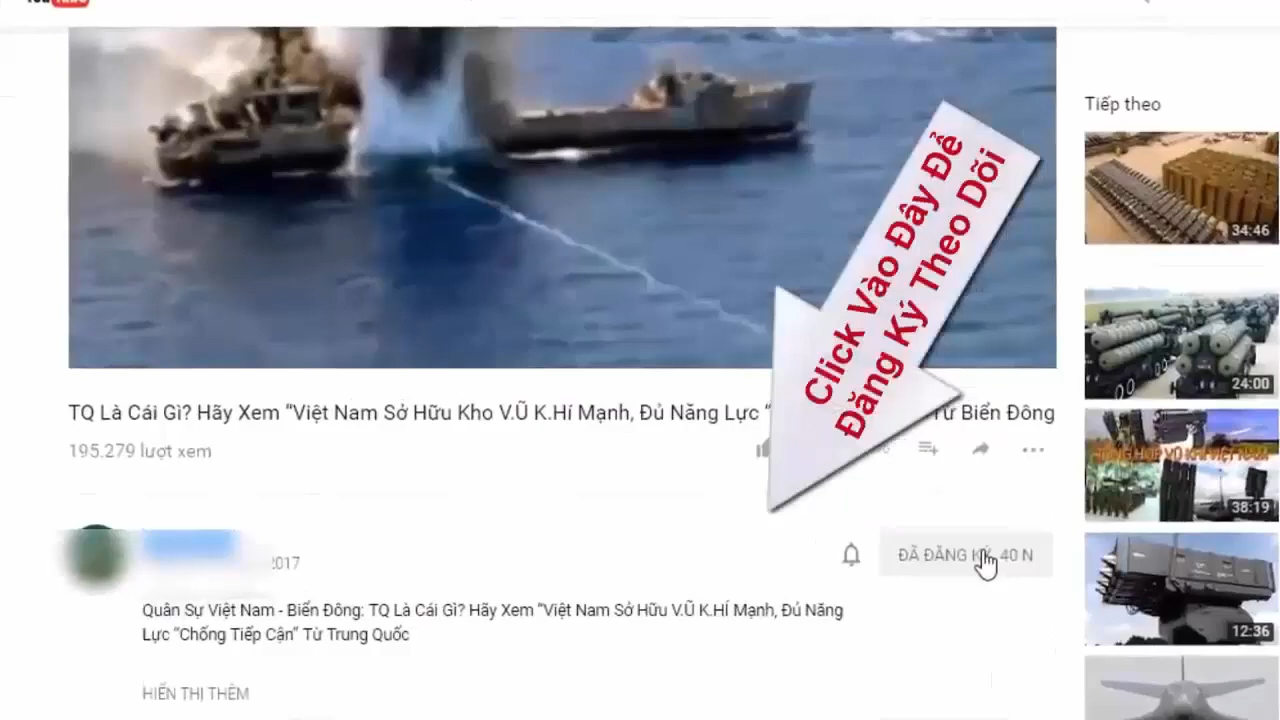 Click Vào Đây Để
Đăng Ký Theo Dõi
Tiếp theo
34:46
24:00
38:19
12:36
TQ Là Cái Gì? Hãy Xem "Việt Nam Sở Hữu Kho V.Ũ K.Hí Mạnh, Đủ Năng Lực " Từ Biển Đông
195.279 lượt xem
2017
ĐÃ ĐĂNG KÝ 40 N
Quân Sự Việt Nam - Biển Đông: TQ Là Cái Gì? Hãy Xem "Việt Nam Sở Hữu V.Ũ K.HÍ Mạnh, Đủ Năng
Lực "Chống Tiếp Cận" Từ Trung Quốc
HIỂN THỊ THÊM